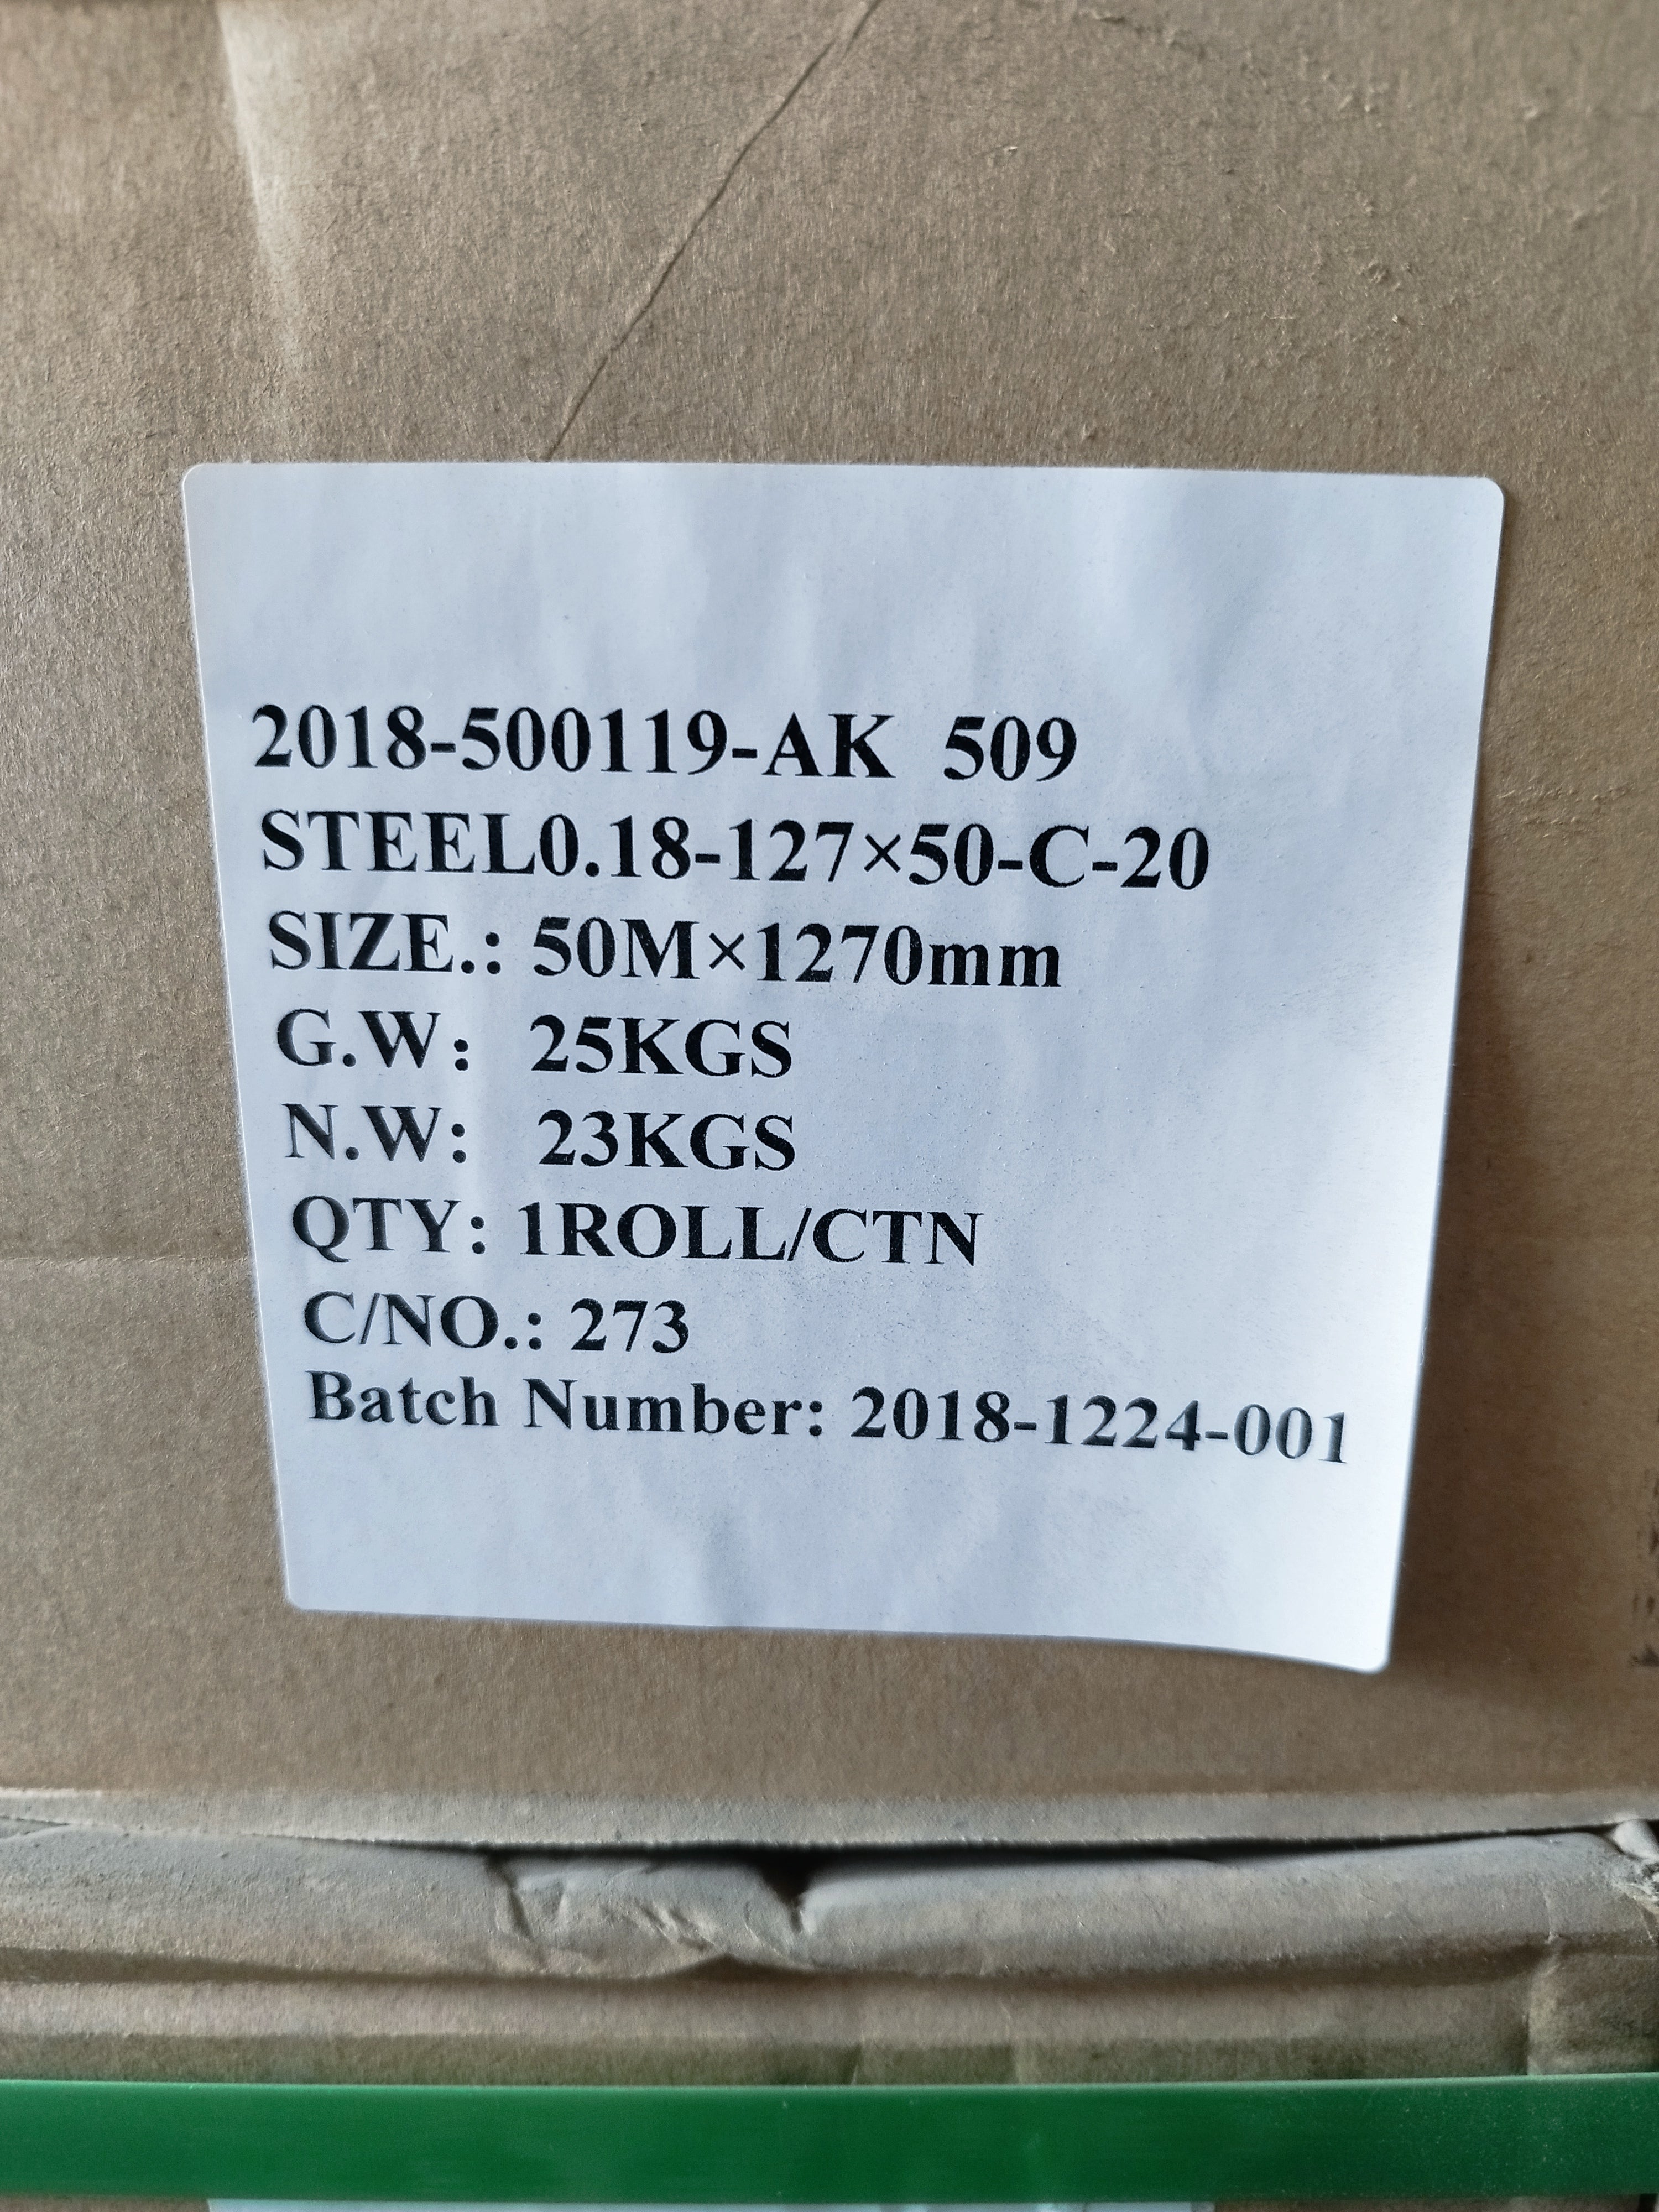 2018-500119-AK 509
STEEL0.18-127×50-C-20
SIZE.: 50M×1270mm
G.W: 25KGS
N.W: 23KGS
QTY: 1ROLL/CTN
C/NO.: 273
Batch Number: 2018-1224-001